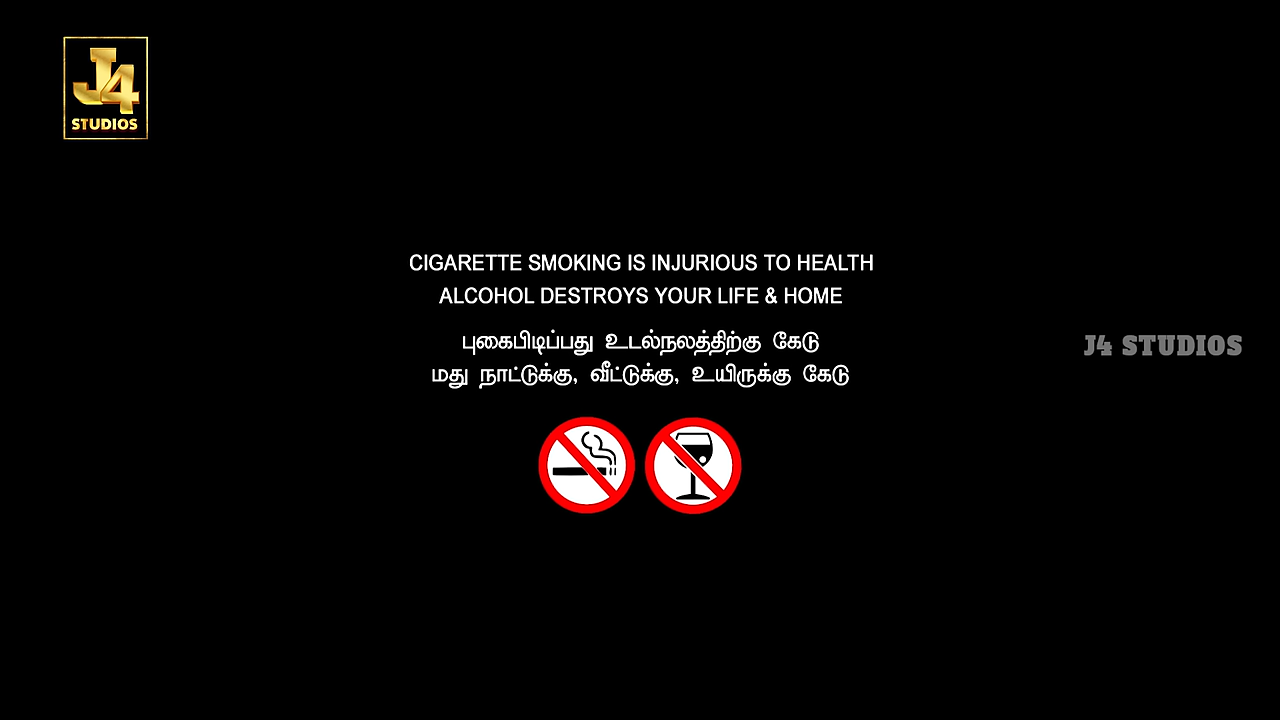 J4
STUDIOS
CIGARETTE SMOKING IS INJURIOUS TO HEALTH
ALCOHOL DESTROYS YOUR LIFE & HOME
புகைபிடிப்பது உடல்நலத்திற்கு கேடு
மது நாட்டுக்கு, வீட்டுக்கு, உயிருக்கு கேடு
J4 STUDIOS